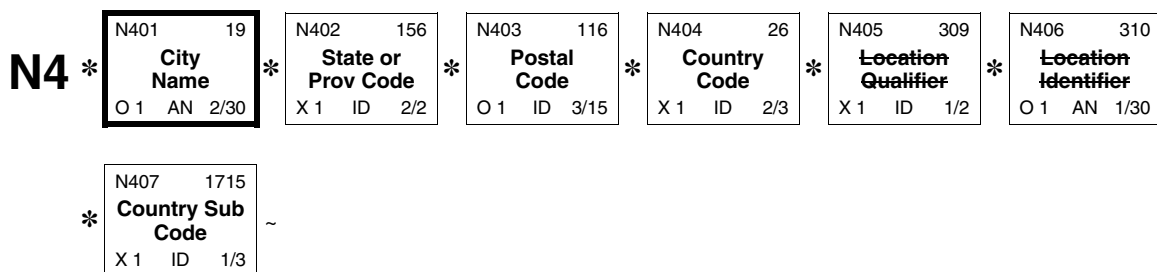 N401 19 N402 156 N403 116 N404 26 N405 309 N406 310
N4 * City Name * State or Prov Code * Postal Code * Country Code * Location Qualifier * Location Identifier
O 1 AN 2/30 X 1 ID 2/2 O 1 ID 3/15 X 1 ID 2/3 X 1 ID 1/2 O 1 AN 1/30
N407 1715
* Country Sub Code ~
X 1 ID 1/3